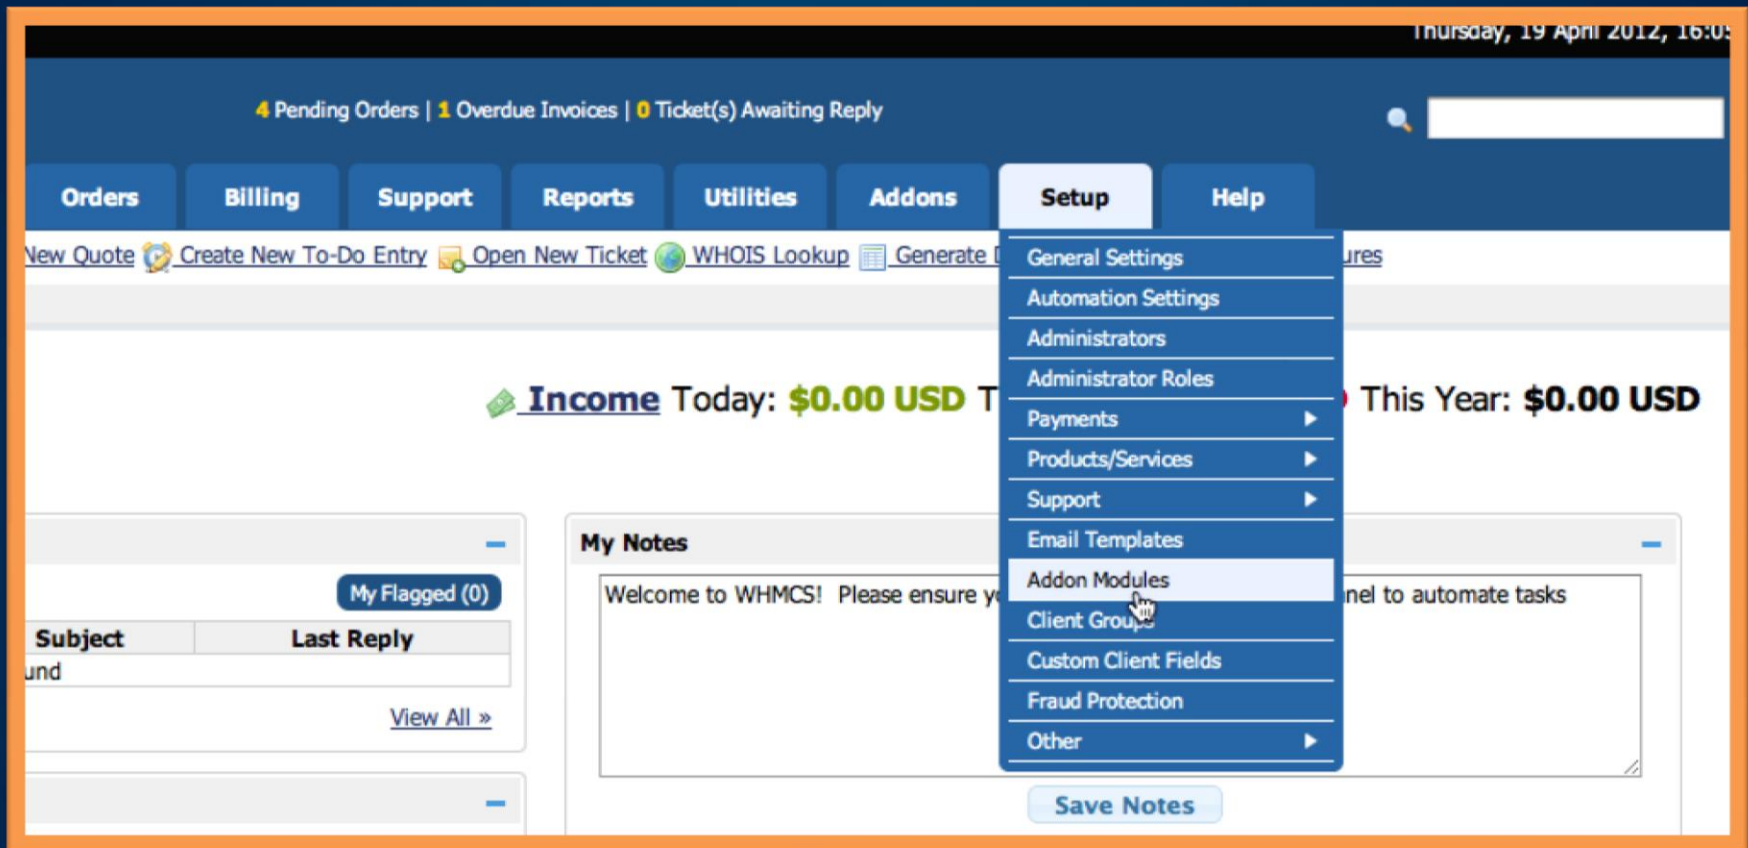 Thursday, 19 April 2012, 16:05
4 Pending Orders | 1 Overdue Invoices | 0 Ticket(s) Awaiting Reply
Orders Billing Support Reports Utilities Addons Setup Help
New Quote Create New To-Do Entry Open New Ticket WHOIS Lookup Generate
General Settings
Automation Settings
Administrators
Administrator Roles
Payments
Products/Services
Support
Email Templates
Addon Modules
Client Groups
Custom Client Fields
Fraud Protection
Other
Income Today: $0.00 USD This Year: $0.00 USD
My Flagged (0)
Subject Last Reply
View All »
My Notes
Welcome to WHMCS! Please ensure to automate tasks
Save Notes